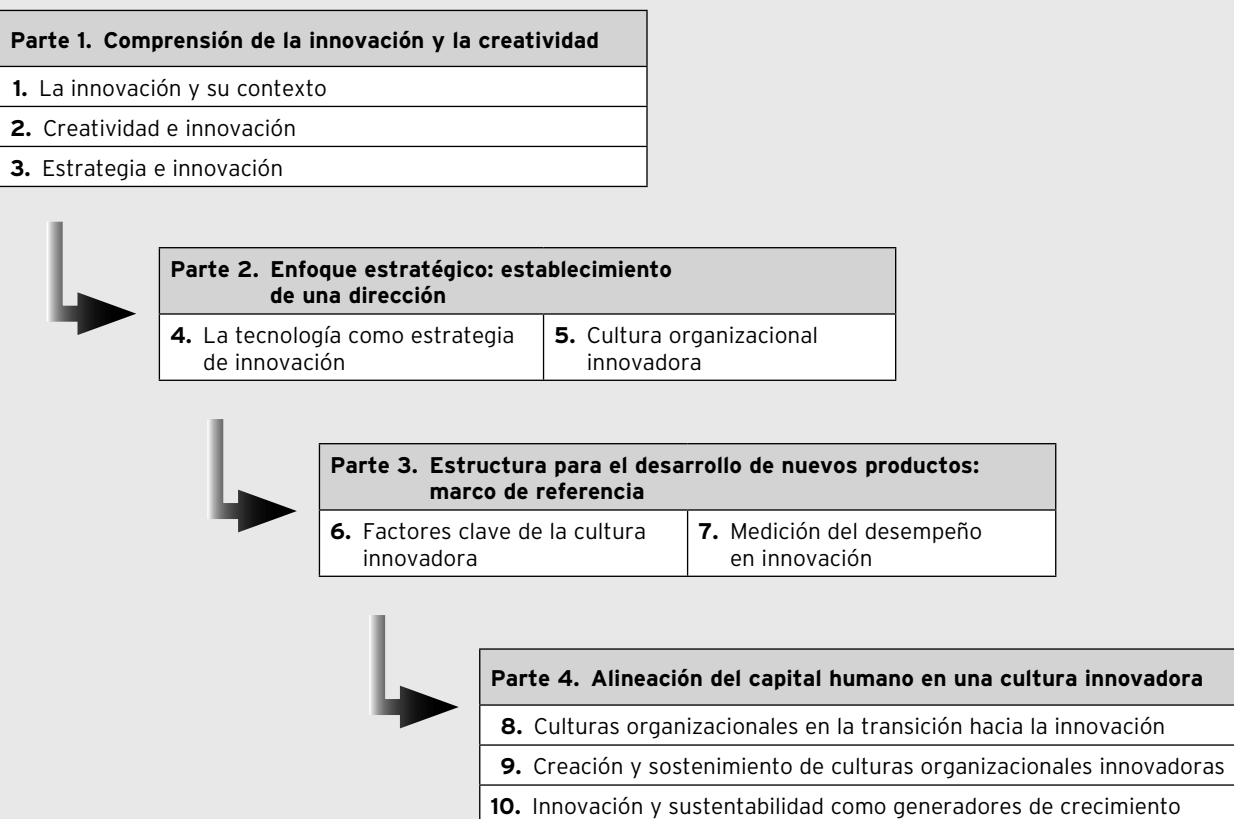 Parte 1. Comprensión de la innovación y la creatividad
1. La innovación y su contexto
2. Creatividad e innovación
3. Estrategia e innovación
Parte 2. Enfoque estratégico: establecimiento
de una dirección
4. La tecnología como estrategia
de innovación
5. Cultura organizacional
innovadora
Parte 3. Estructura para el desarrollo de nuevos productos:
marco de referencia
6. Factores clave de la cultura
innovadora
7. Medición del desempeño
en innovación
Parte 4. Alineación del capital humano en una cultura innovadora
8. Culturas organizacionales en la transición hacia la innovación
9. Creación y sostenimiento de culturas organizacionales innovadoras
10. Innovación y sustentabilidad como generadores de crecimiento